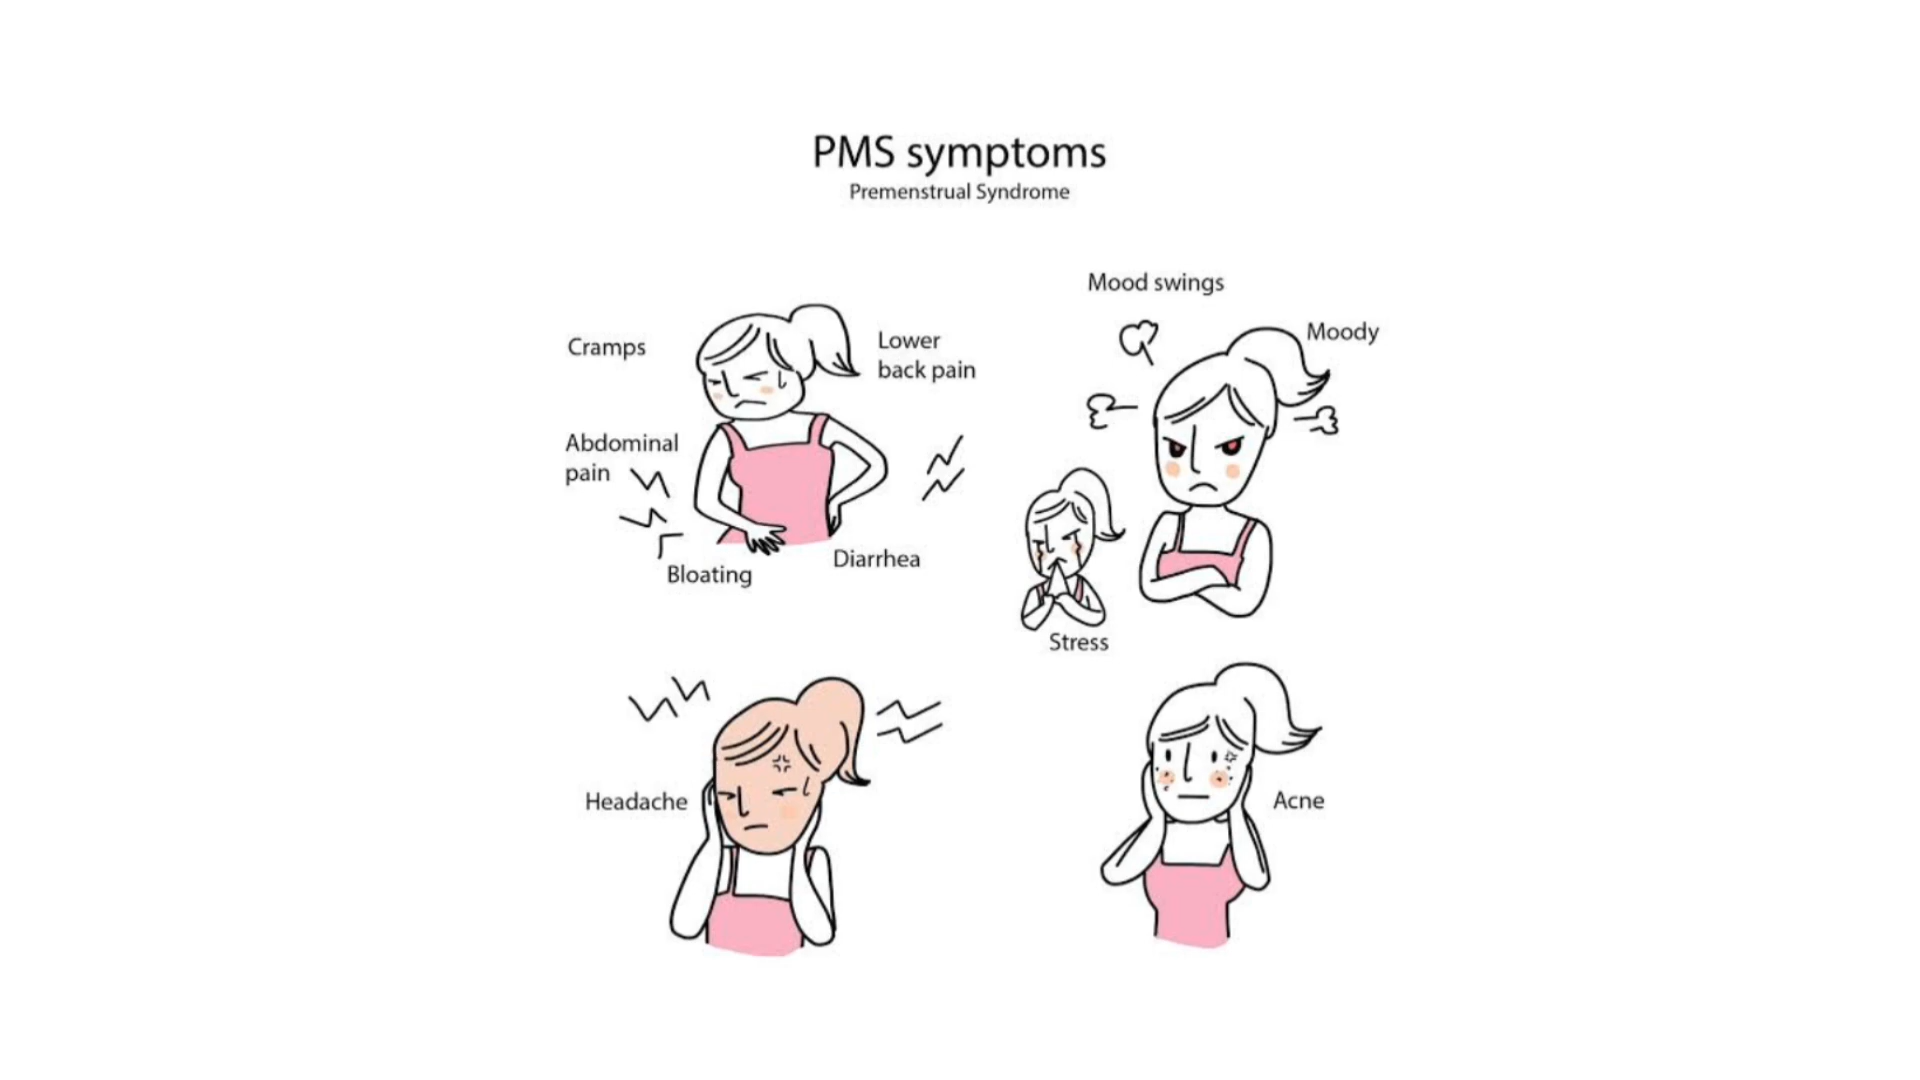 PMS symptoms
Premenstrual Syndrome
Cramps
Lower
back pain
Abdominal
pain
Bloating
Diarrhea
Mood swings
Moody
Stress
Headache
Acne